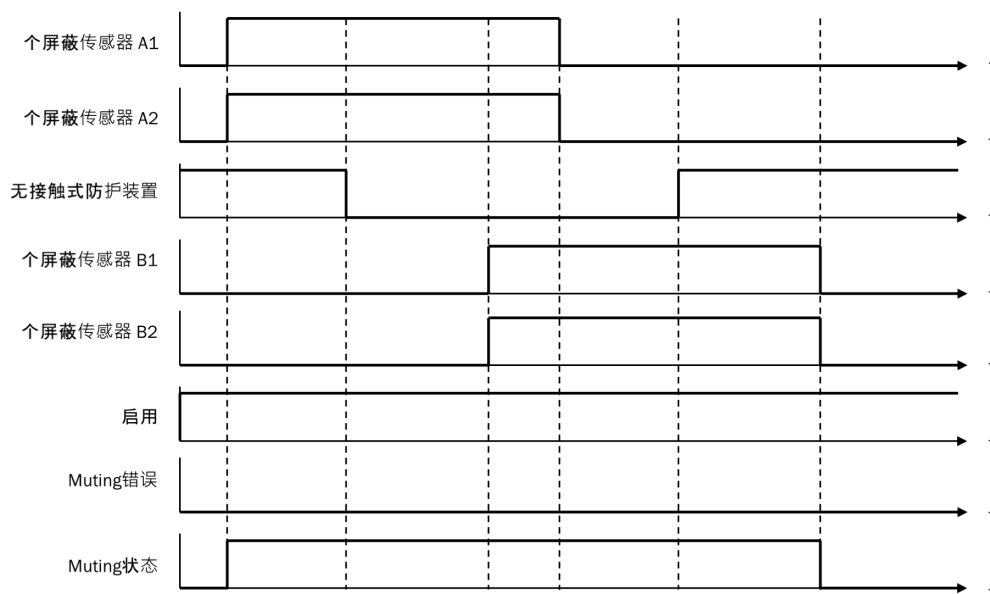 个屏蔽传感器 A1
个屏蔽传感器 A2
无接触式防护装置
个屏蔽传感器 B1
个屏蔽传感器 B2
启用
Muting错误
Muting状态